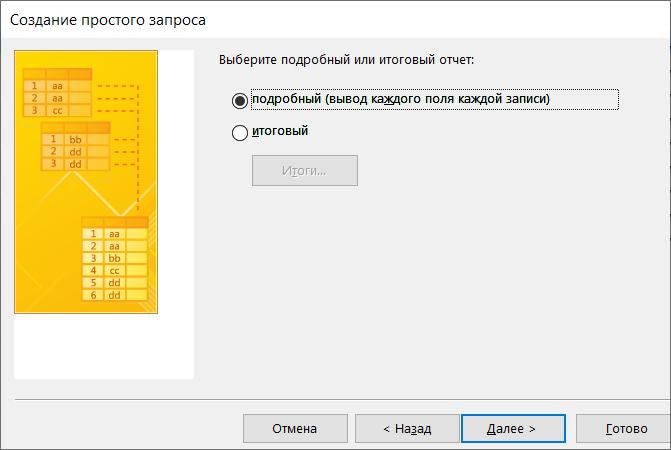 Создание простого запроса
Выберите подробный или итоговый отчет:
подробный (вывод каждого поля каждой записи)
итоговый
Итоги...
1 aa
2 aa
3 cc
1 bb
2 dd
3 dd
1 aa
2 aa
3 bb
4 cc
5 dd
6 dd
Отмена
< Назад
Далее >
Готово